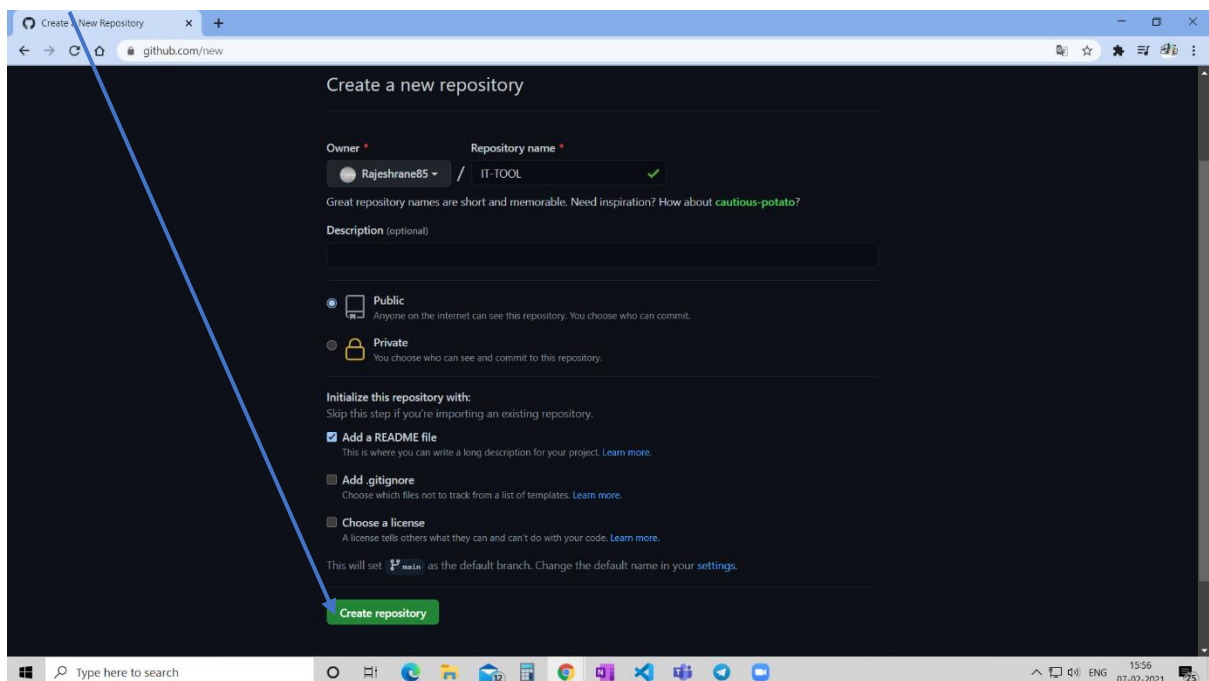 Create a New Repository
github.com/new
Create a new repository
Owner * Repository name *
Rajeshrane85 / IT-TOOL
Great repository names are short and memorable. Need inspiration? How about cautious-potato?
Description (optional)
Public
Anyone on the internet can see this repository. You choose who can commit.
Private
You choose who can see and commit to this repository.
Initialize this repository with:
Skip this step if you're importing an existing repository.
Add a README file
This is where you can write a long description for your project. Learn more.
Add .gitignore
Choose which files not to track from a list of templates. Learn more.
Choose a license
A license tells others what they can and can't do with your code. Learn more.
This will set main as the default branch. Change the default name in your settings.
Create repository
Type here to search
12
ENG
15:56
07-02-2021
25